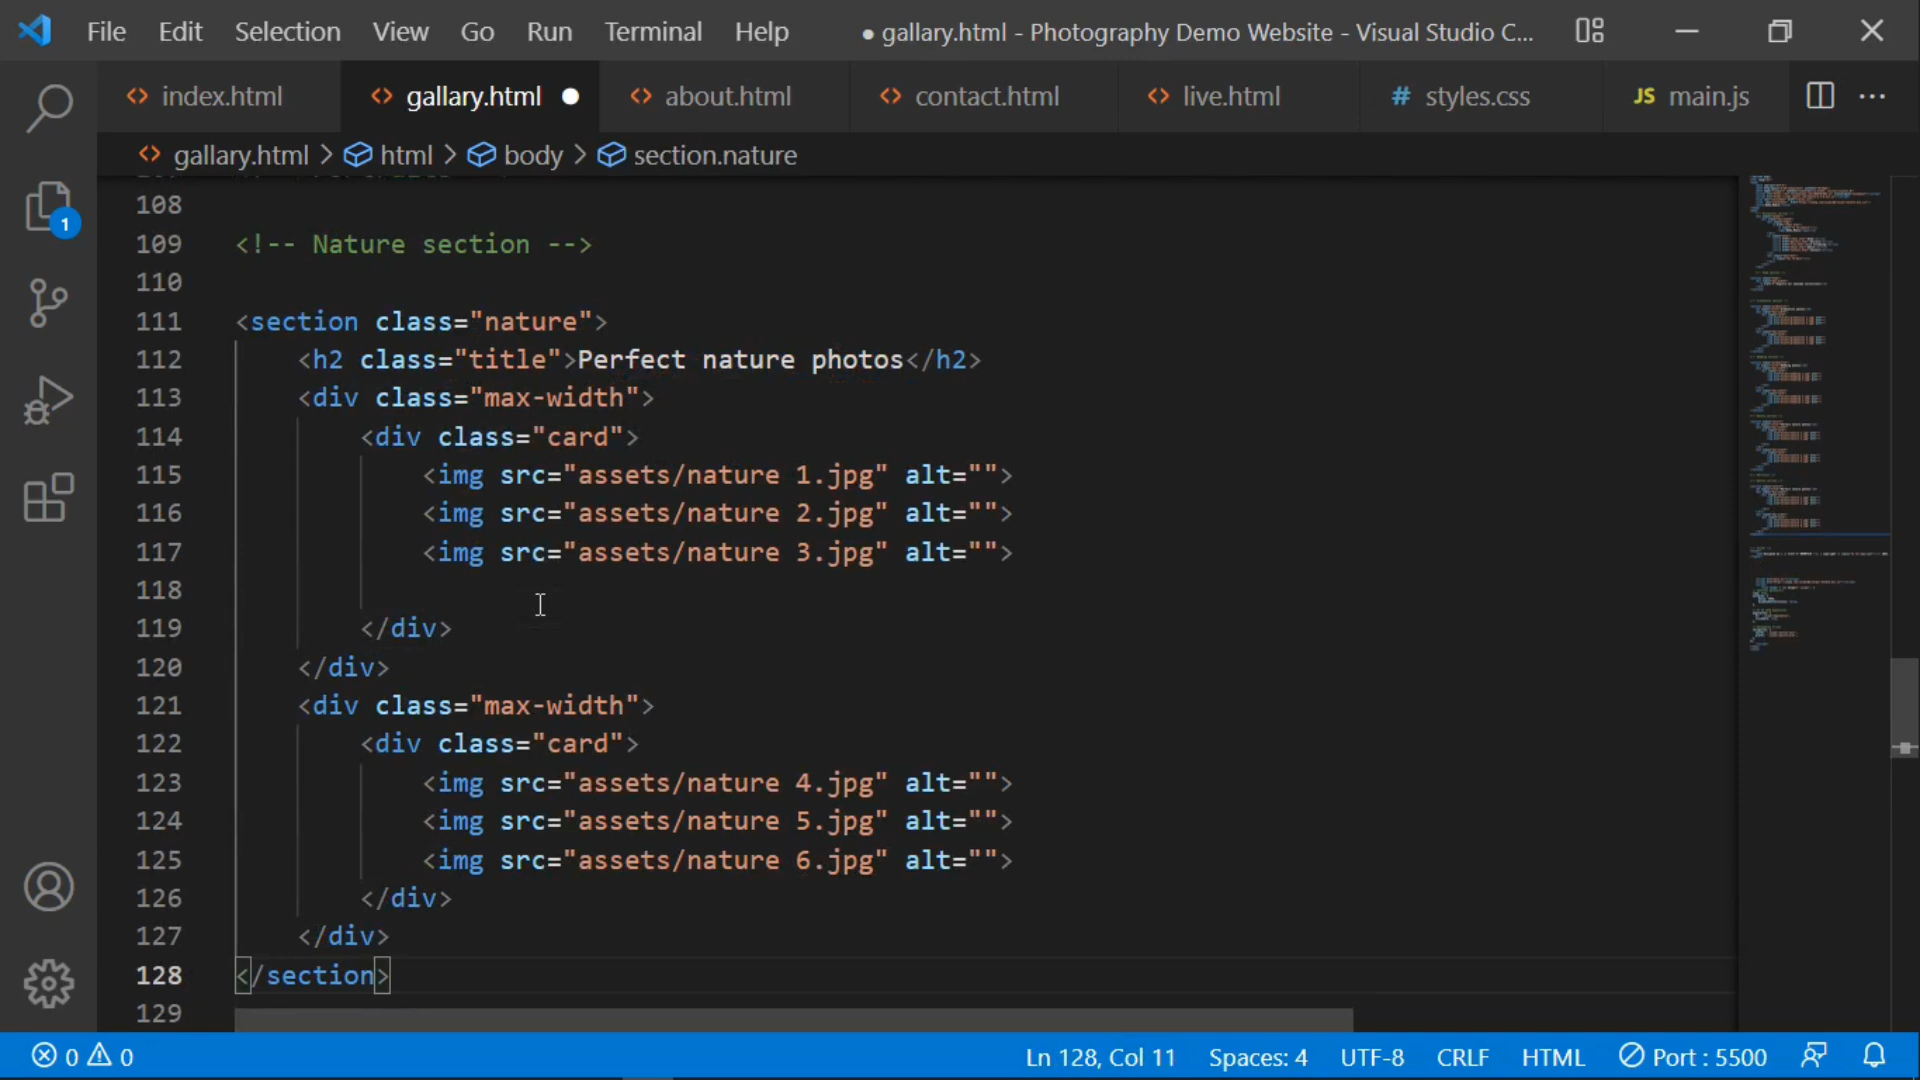 File Edit Selection View Go Run Terminal Help ● gallary.html - Photography Demo Website - Visual Studio C...
index.html gallary.html ● about.html contact.html live.html # styles.css JS main.js ...
gallary.html > html > body > section.nature
1
108
109 <!-- Nature section -->
110
111 <section class="nature">
112 <h2 class="title">Perfect nature photos</h2>
113 <div class="max-width">
114 <div class="card">
115 <img src="assets/nature 1.jpg" alt="">
116 <img src="assets/nature 2.jpg" alt="">
117 <img src="assets/nature 3.jpg" alt="">
118
119 </div>
120 </div>
121 <div class="max-width">
122 <div class="card">
123 <img src="assets/nature 4.jpg" alt="">
124 <img src="assets/nature 5.jpg" alt="">
125 <img src="assets/nature 6.jpg" alt="">
126 </div>
127 </div>
128 </section>
129
0 0 Ln 128, Col 11 Spaces: 4 UTF-8 CRLF HTML Port : 5500